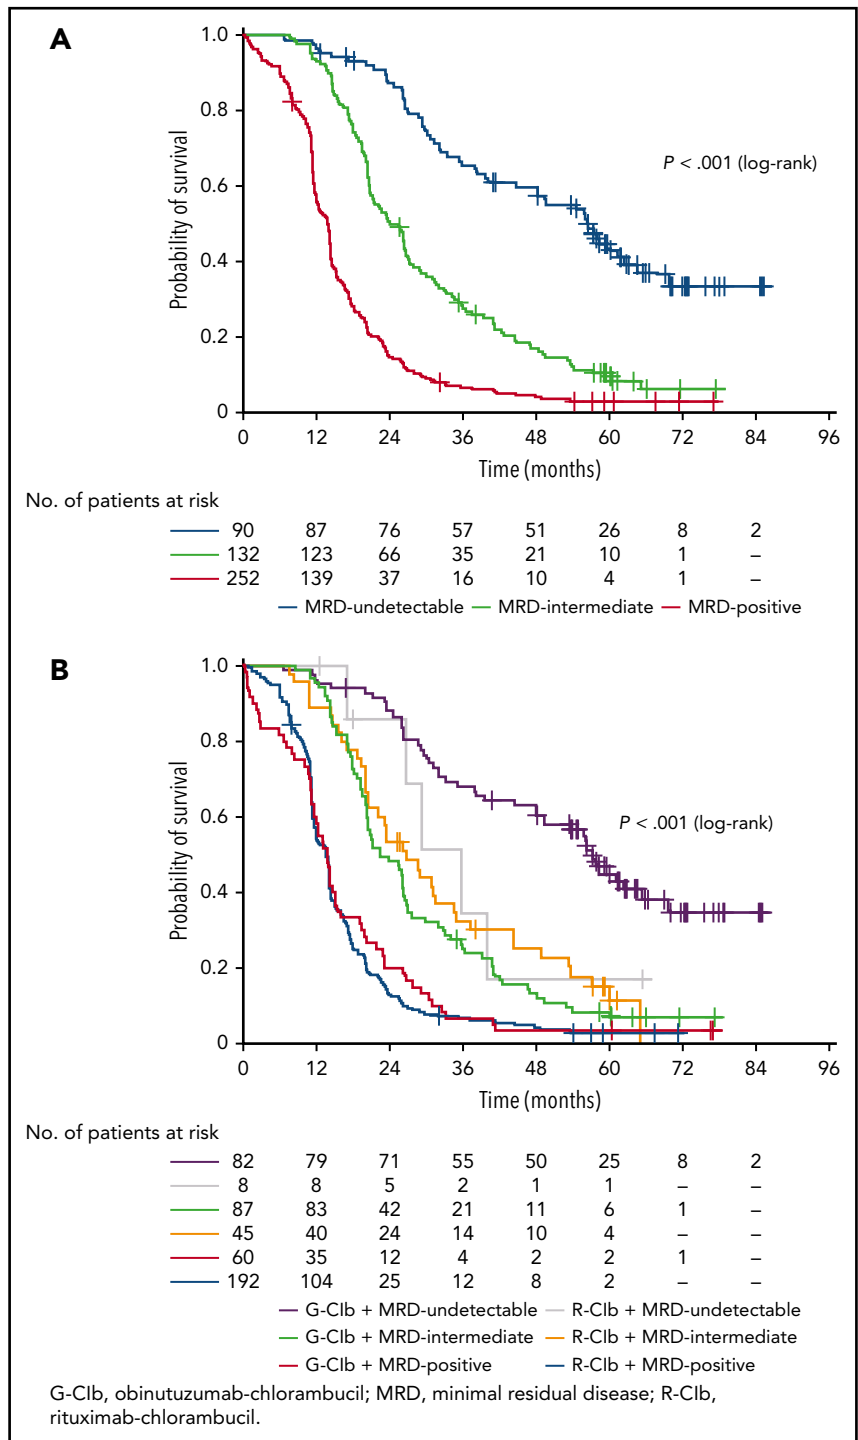 A
1.0
0.8
0.6
0.4
0.2
0
Probability of survival
P < .001 (log-rank)
0 12 24 36 48 60 72 84 96
Time (months)
No. of patients at risk
90 87 76 57 51 26 8 2
132 123 66 35 21 10 1 –
252 139 37 16 10 4 1 –
MRD-undetectable MRD-intermediate MRD-positive
B
1.0
0.8
0.6
0.4
0.2
0
Probability of survival
P < .001 (log-rank)
0 12 24 36 48 60 72 84 96
Time (months)
No. of patients at risk
82 79 71 55 50 25 8 2
8 8 5 2 1 1 – –
87 83 42 21 11 6 1 –
45 40 24 14 10 4 – –
60 35 12 4 2 2 1 –
192 104 25 12 8 2 – –
G-Clb + MRD-undetectable R-Clb + MRD-undetectable
G-Clb + MRD-intermediate R-Clb + MRD-intermediate
G-Clb + MRD-positive R-Clb + MRD-positive
G-Clb, obinutuzumab-chlorambucil; MRD, minimal residual disease; R-Clb,
rituximab-chlorambucil.